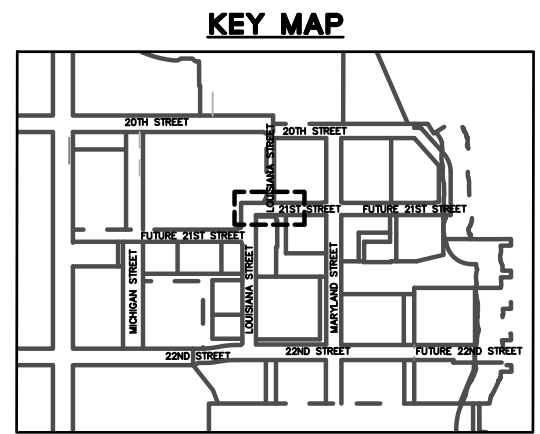 KEY MAP
20TH STREET
20TH STREET
LOUISIANA STREET
21ST STREET
FUTURE 21ST STREET
FUTURE 21ST STREET
MICHIGAN STREET
LOUISIANA STREET
MARYLAND STREET
22ND STREET
22ND STREET
FUTURE 22ND STREET